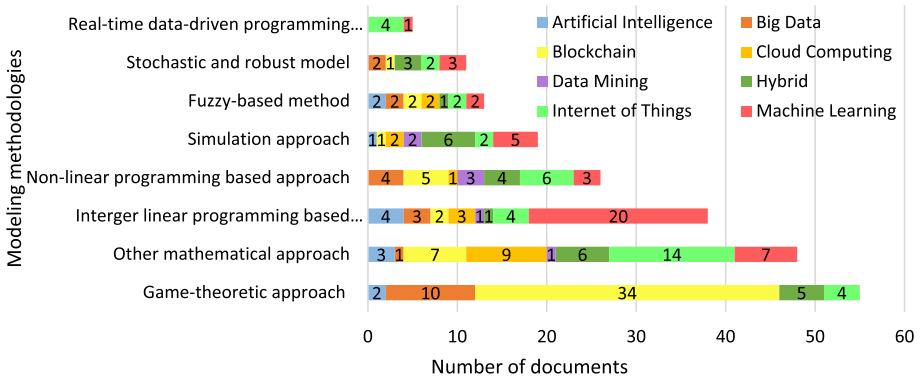 Real-time data-driven programming... 4 1
Stochastic and robust model 2 1 3 2 3
Fuzzy-based method 2 2 2 2 1 2 2
Simulation approach 1 1 2 2 6 2 5
Non-linear programming based approach 4 5 1 3 4 6 3
Interger linear programming based... 4 3 2 3 1 1 4 20
Other mathematical approach 3 1 7 9 1 6 14 7
Game-theoretic approach 2 10 34 5 4
0 10 20 30 40 50 60
Number of documents
Modeling methodologies
Artificial Intelligence Big Data
Blockchain Cloud Computing
Data Mining Hybrid
Internet of Things Machine Learning